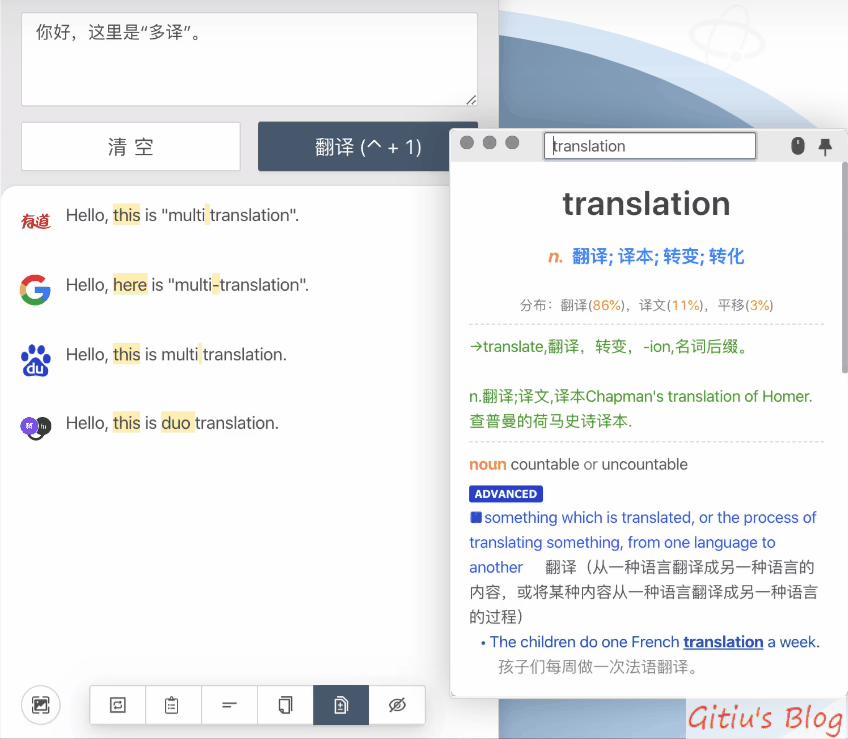 你好，这里是“多译”。
清 空
翻译 (^ + 1)
有道
Hello, this is "multi translation".
Hello, here is "multi-translation".
du
Hello, this is multi translation.
Hello, this is duo translation.
translation
translation
n. 翻译; 译本; 转变; 转化
分布：翻译(86%)，译文(11%)，平移(3%)
→translate,翻译，转变，-ion,名词后缀。
n.翻译;译文,译本Chapman's translation of Homer.
查普曼的荷马史诗译本.
noun countable or uncountable
ADVANCED
something which is translated, or the process of
translating something, from one language to
another 翻译（从一种语言翻译成另一种语言的
内容，或将某种内容从一种语言翻译成另一种语言
的过程）
• The children do one French translation a week.
孩子们每周做一次法语翻译。
Gitiu's Blog